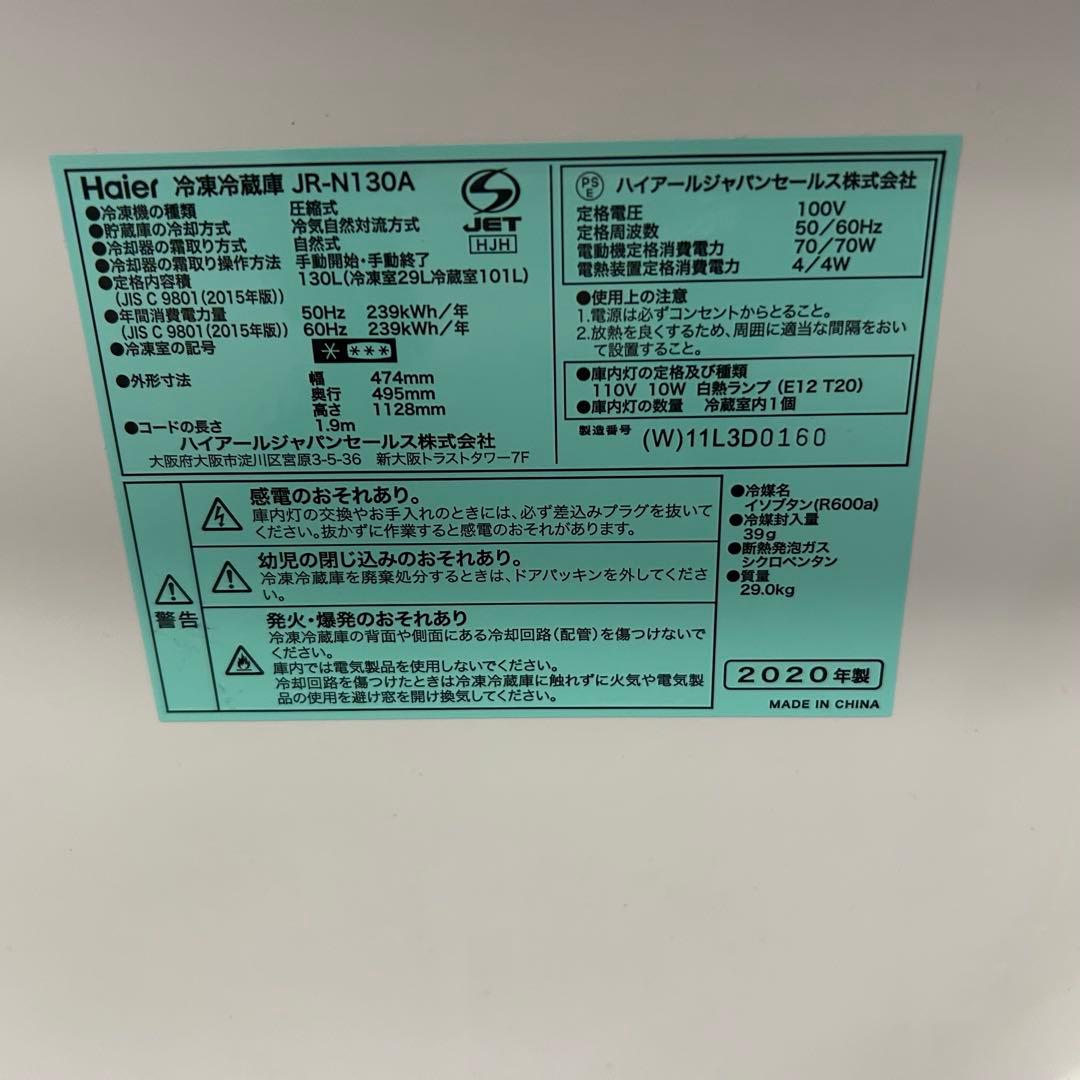 Haier 冷凍冷蔵庫 JR-N130A
●冷凍機の種類 圧縮式
●貯蔵庫の冷却方式 冷気自然対流方式
●冷却器の霜取り方式 自然式
●冷却器の霜取り操作方法 手動開始・手動終了
●定格内容積 130L(冷凍室29L冷蔵室101L)
(JIS C 9801(2015年版))
●年間消費電力量 50Hz 239kWh/年
(JIS C 9801(2015年版)) 60Hz 239kWh/年
●冷凍室の記号 * ***
●外形寸法 幅 474mm
奥行 495mm
高さ 1128mm
●コードの長さ 1.9m
ハイアールジャパンセールス株式会社
大阪府大阪市淀川区宮原3-5-36 新大阪トラストタワー7F
JET
HJH
PS
E
ハイアールジャパンセールス株式会社
定格電圧 100V
定格周波数 50/60Hz
電動機定格消費電力 70/70W
電熱装置定格消費電力 4/4W
●使用上の注意
1.電源は必ずコンセントからとること。
2.放熱を良くするため、周囲に適当な間隔をおい
て設置すること。
●庫内灯の定格及び種類
110V 10W 白熱ランプ (E12 T20)
●庫内灯の数量 冷蔵室内1個
製造番号 (W)11L3D0160
警告
感電のおそれあり。
庫内灯の交換やお手入れのときには、必ず差込みプラグを抜いて
ください。抜かずに作業すると感電のおそれがあります。
幼児の閉じ込みのおそれあり。
冷凍冷蔵庫を廃棄処分するときは、ドアパッキンを外してくださ
い。
発火・爆発のおそれあり
冷凍冷蔵庫の背面や側面にある冷却回路(配管)を傷つけないで
ください。
庫内では電気製品を使用しないでください。
冷却回路を傷つけたときは冷凍冷蔵庫に触れずに火気や電気製
品の使用を避け窓を開け換気してください。
●冷媒名
イソブタン(R600a)
●冷媒封入量
39g
●断熱発泡ガス
シクロペンタン
●質量
29.0kg
2020年製
MADE IN CHINA